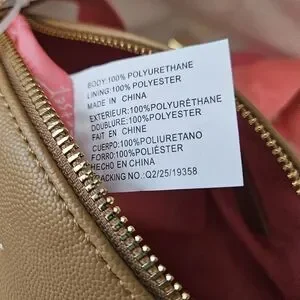 BODY:100% POLYURETHANE
LINING:100% POLYESTER
MADE IN CHINA
EXTERIEUR:100% POLYURÉTHANE
DOUBLURE:100% POLYESTER
FAIT EN CHINE
CUERPO:100% POLIURETANO
FORRO:100% POLIÉSTER
HECHO EN CHINA
PACKING NO.: Q2/25/19358